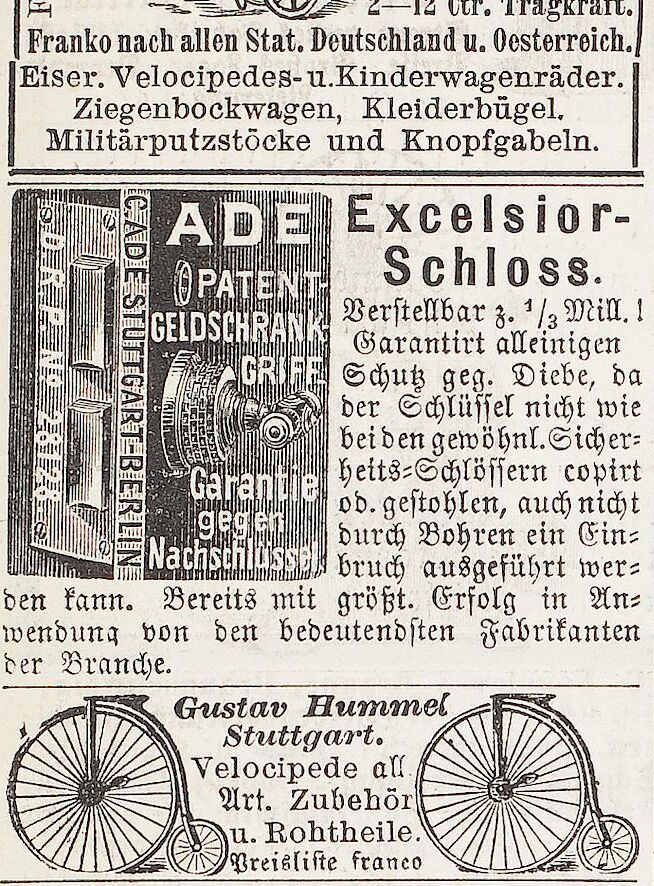 2—12 Ctr. Tragkraft.
Franko nach allen Stat. Deutschland u. Oesterreich.
Eiser. Velocipedes- u. Kinderwagenräder.
Ziegenbockwagen, Kleiderbügel.
Militärputzstöcke und Knopfgabeln.
D.R.P. No
C. ADE STUTTGART-BERLIN
ADE
PATENT-
GELDSCHRANK-
GRIFF
Garantie
gegen
Nachschlüssel.
Excelsior-
Schloss.
Verstellbar z. 1/3 Mill.!
Garantirt alleinigen
Schutz geg. Diebe, da
der Schlüssel nicht wie
bei den gewöhnl. Sicher-
heits-Schlössern copirt
od. gestohlen, auch nicht
durch Bohren ein Ein-
bruch ausgeführt wer-
den kann. Bereits mit größt. Erfolg in An-
wendung von den bedeutendsten Fabrikanten
der Branche.
Gustav Hummel
Stuttgart.
Velocipede all.
Art. Zubehör
u. Rohtheile.
Preisliste franco